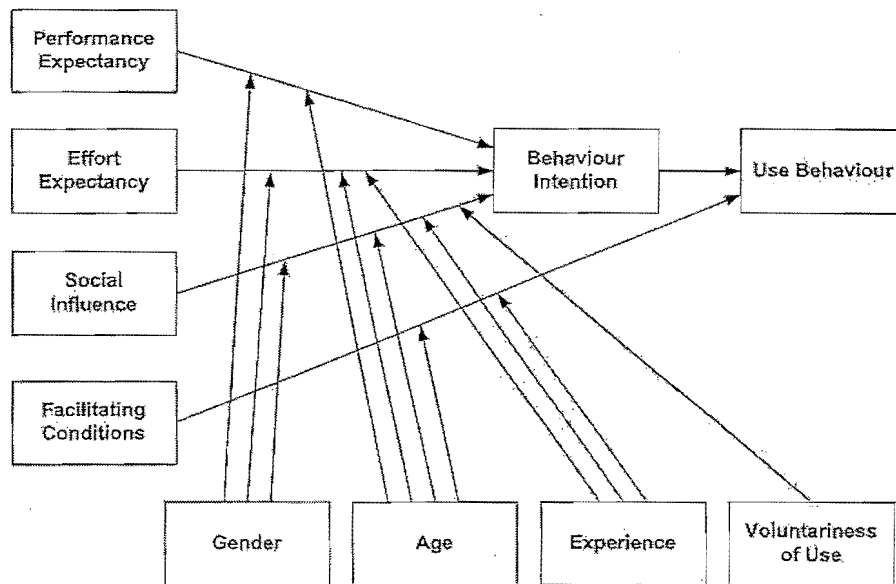 Performance
Expectancy
Effort
Expectancy
Behaviour
Intention
Use Behaviour
Social
Influence
Facilitating
Conditions
Gender
Age
Experience
Voluntariness
of Use